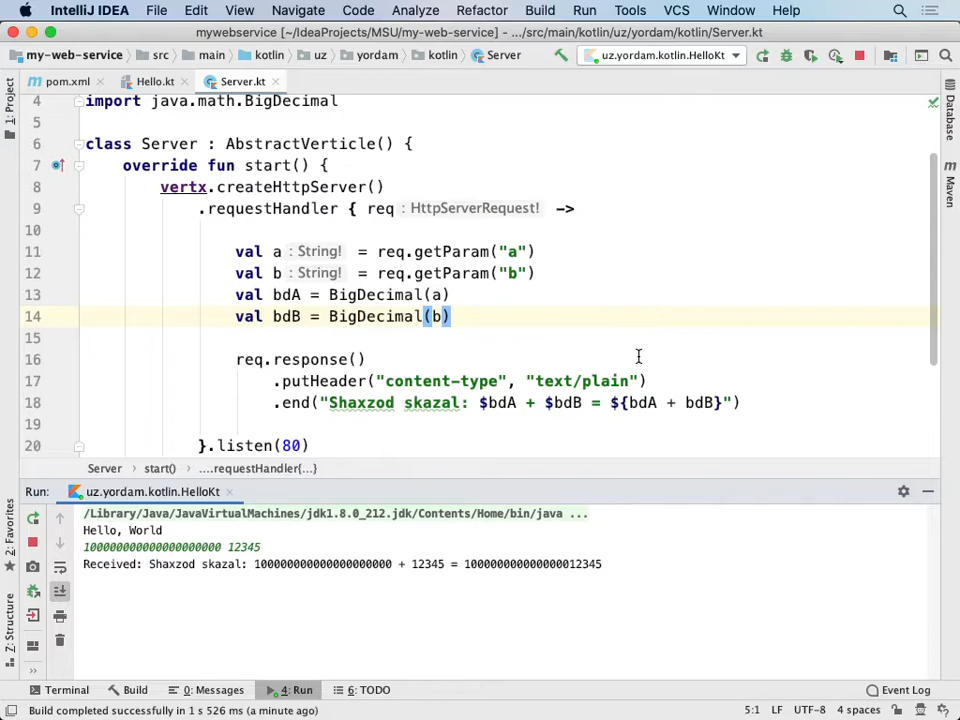 IntelliJ IDEA File Edit View Navigate Code Analyze Refactor Build Run Tools VCS Window Help
mywebservice [~/IdeaProjects/MSU/my-web-service] - .../src/main/kotlin/uz/yordam/kotlin/Server.kt
my-web-service src main kotlin uz yordam kotlin Server uz.yordam.kotlin.HelloKt
pom.xml Hello.kt Server.kt
1: Project
Database
Maven
4 import java.math.BigDecimal
5
6 class Server : AbstractVerticle() {
7 override fun start() {
8 vertx.createHttpServer()
9 .requestHandler { req : HttpServerRequest! ->
10
11 val a : String! = req.getParam("a")
12 val b : String! = req.getParam("b")
13 val bdA = BigDecimal(a)
14 val bdB = BigDecimal(b)
15
16 req.response()
17 .putHeader("content-type", "text/plain")
18 .end("Shaxzod skazal: $bdA + $bdB = ${bdA + bdB}")
19
20 }.listen(80)
Server start() ....requestHandler{...}
Run: uz.yordam.kotlin.HelloKt
/Library/Java/JavaVirtualMachines/jdk1.8.0_212.jdk/Contents/Home/bin/java ...
Hello, World
100000000000000000000 12345
Received: Shaxzod skazal: 100000000000000000000 + 12345 = 100000000000000012345
2: Favorites
Z: Structure
Terminal Build 0: Messages 4: Run 6: TODO Event Log
Build completed successfully in 1 s 526 ms (a minute ago) 5:1 LF UTF-8 4 spaces